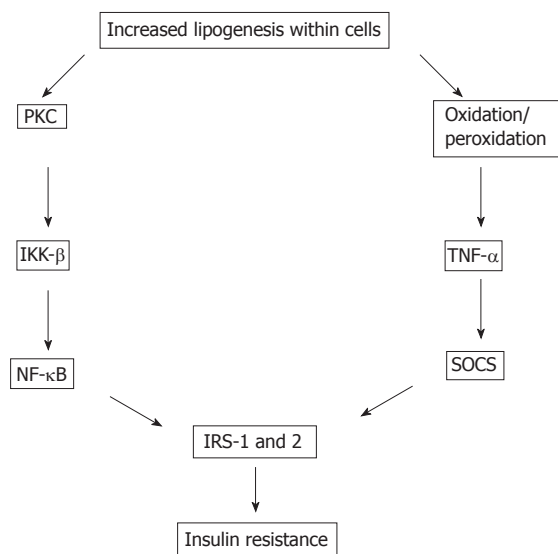 Increased lipogenesis within cells
PKC
Oxidation/
peroxidation
IKK-β
TNF-α
NF-κB
SOCS
IRS-1 and 2
Insulin resistance